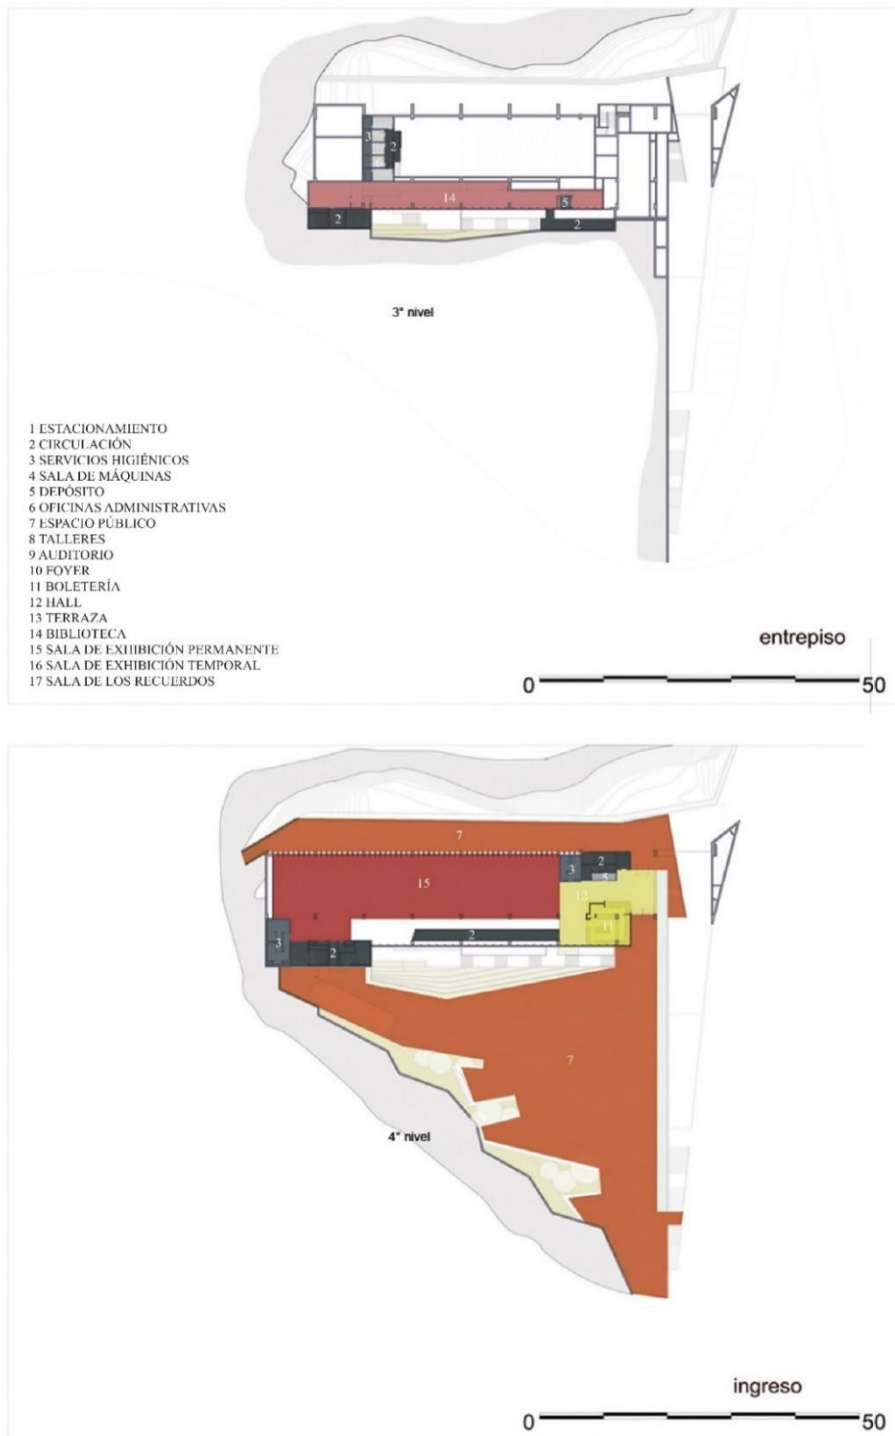 3
2
14
5
2
2
3° nivel
1 ESTACIONAMIENTO
2 CIRCULACIÓN
3 SERVICIOS HIGIÉNICOS
4 SALA DE MÁQUINAS
5 DEPÓSITO
6 OFICINAS ADMINISTRATIVAS
7 ESPACIO PÚBLICO
8 TALLERES
9 AUDITORIO
10 FOYER
11 BOLETERÍA
12 HALL
13 TERRAZA
14 BIBLIOTECA
15 SALA DE EXHIBICIÓN PERMANENTE
16 SALA DE EXHIBICIÓN TEMPORAL
17 SALA DE LOS RECUERDOS
entrepiso
0 50
7
3 2
5
15
12
11
2
3
2
7
4° nivel
ingreso
0 50